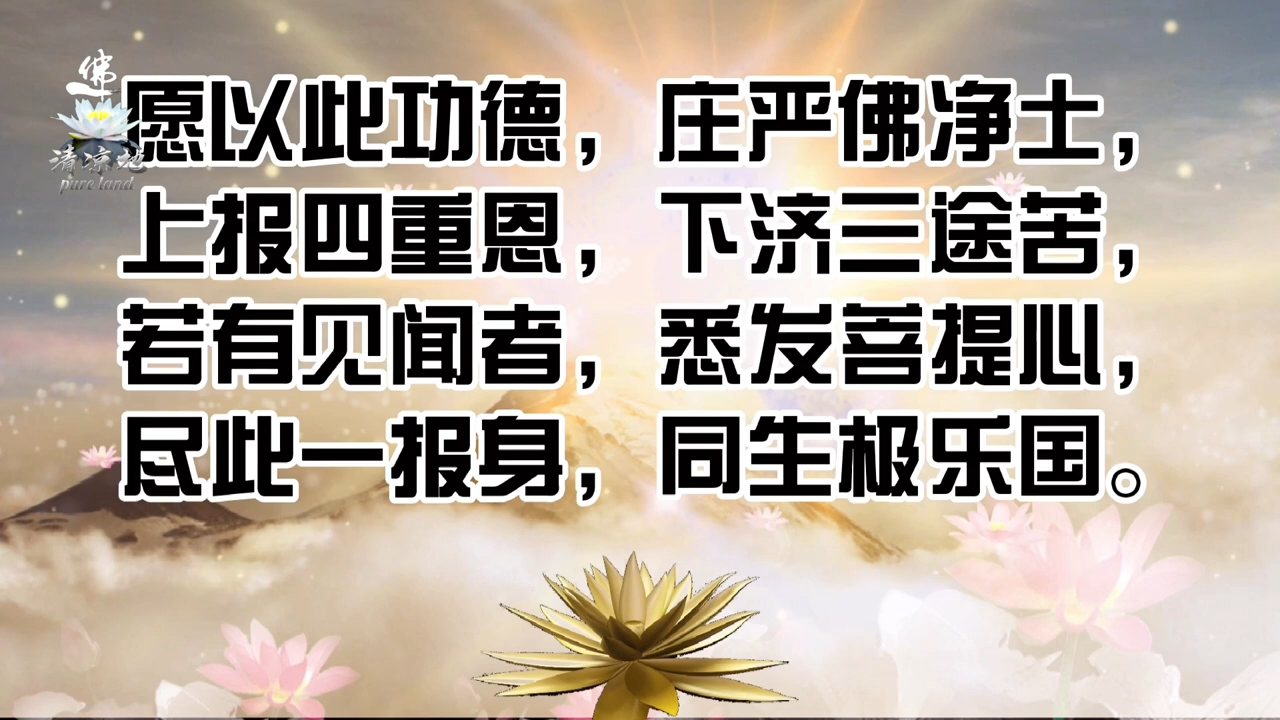 佛
清凉地
pure land
愿以此功德，庄严佛净土，
上报四重恩，下济三途苦，
若有见闻者，悉发菩提心，
尽此一报身，同生极乐国。